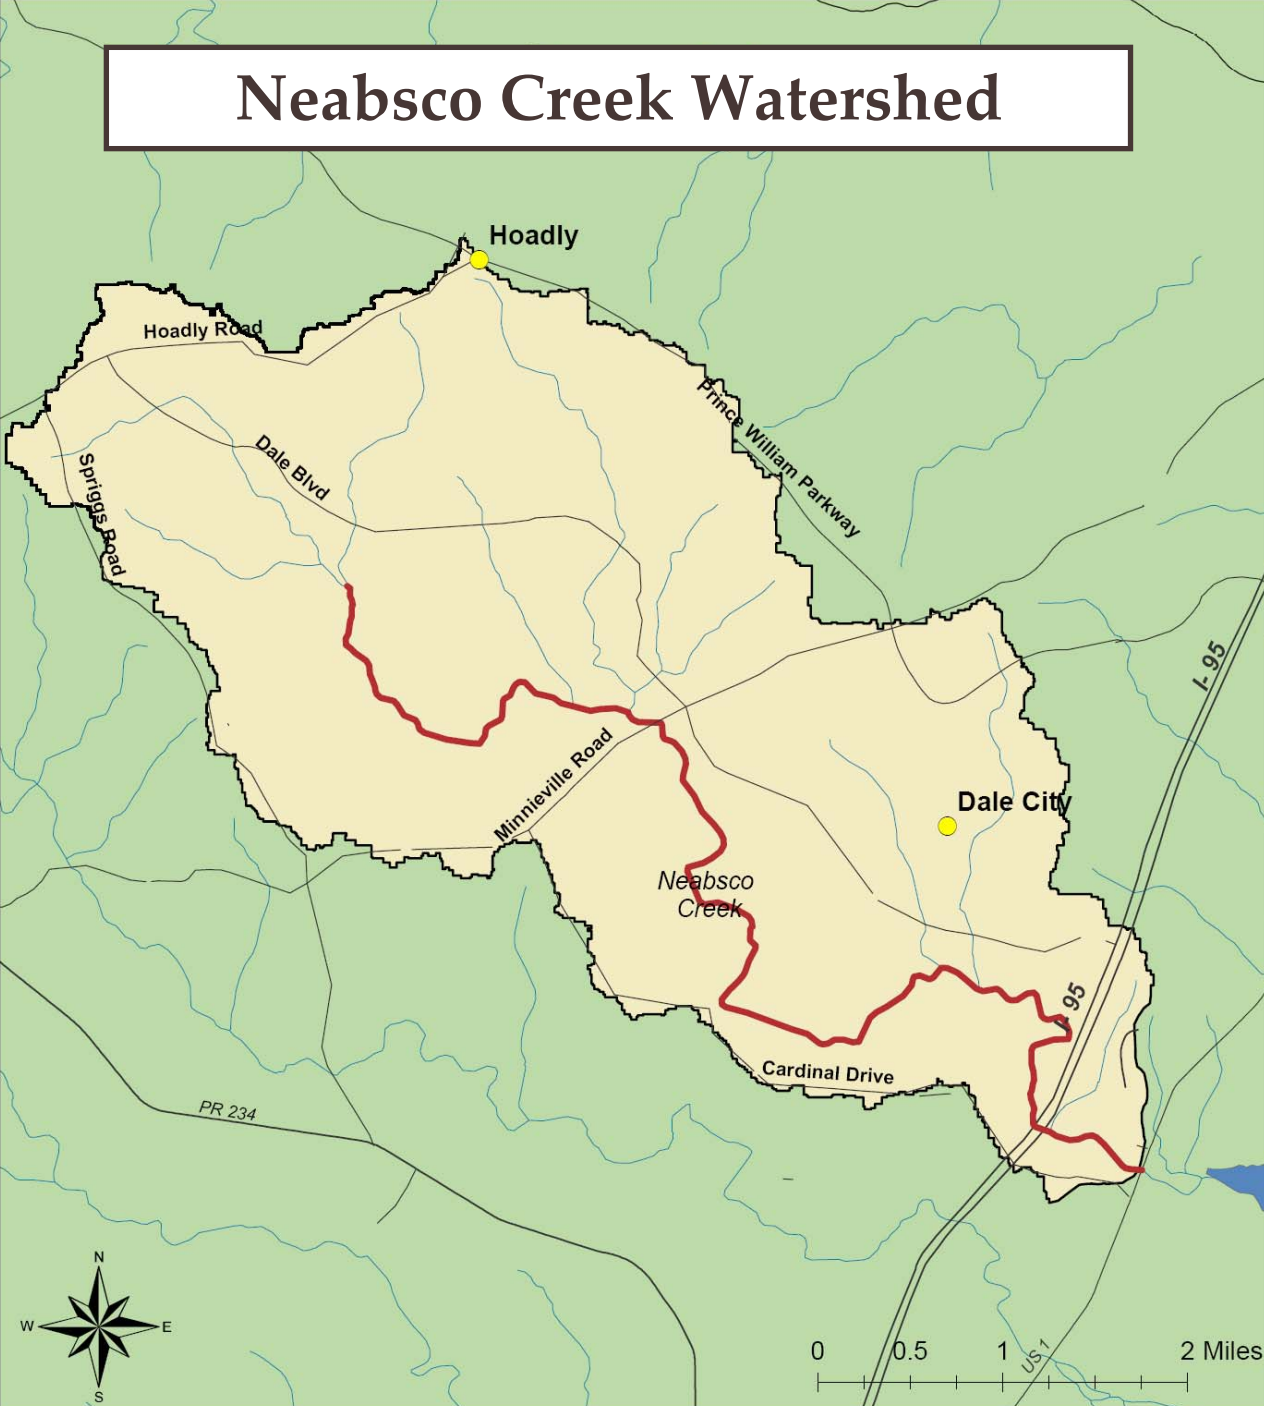 Neabsco Creek Watershed
Hoadly
Hoadly Road
Prince William Parkway
Dale Blvd
Spriggs Road
I- 95
Minnieville Road
Dale City
Neabsco
Creek
I- 95
Cardinal Drive
PR 234
N
W
E
S
0
0.5
1
2 Miles
US 1